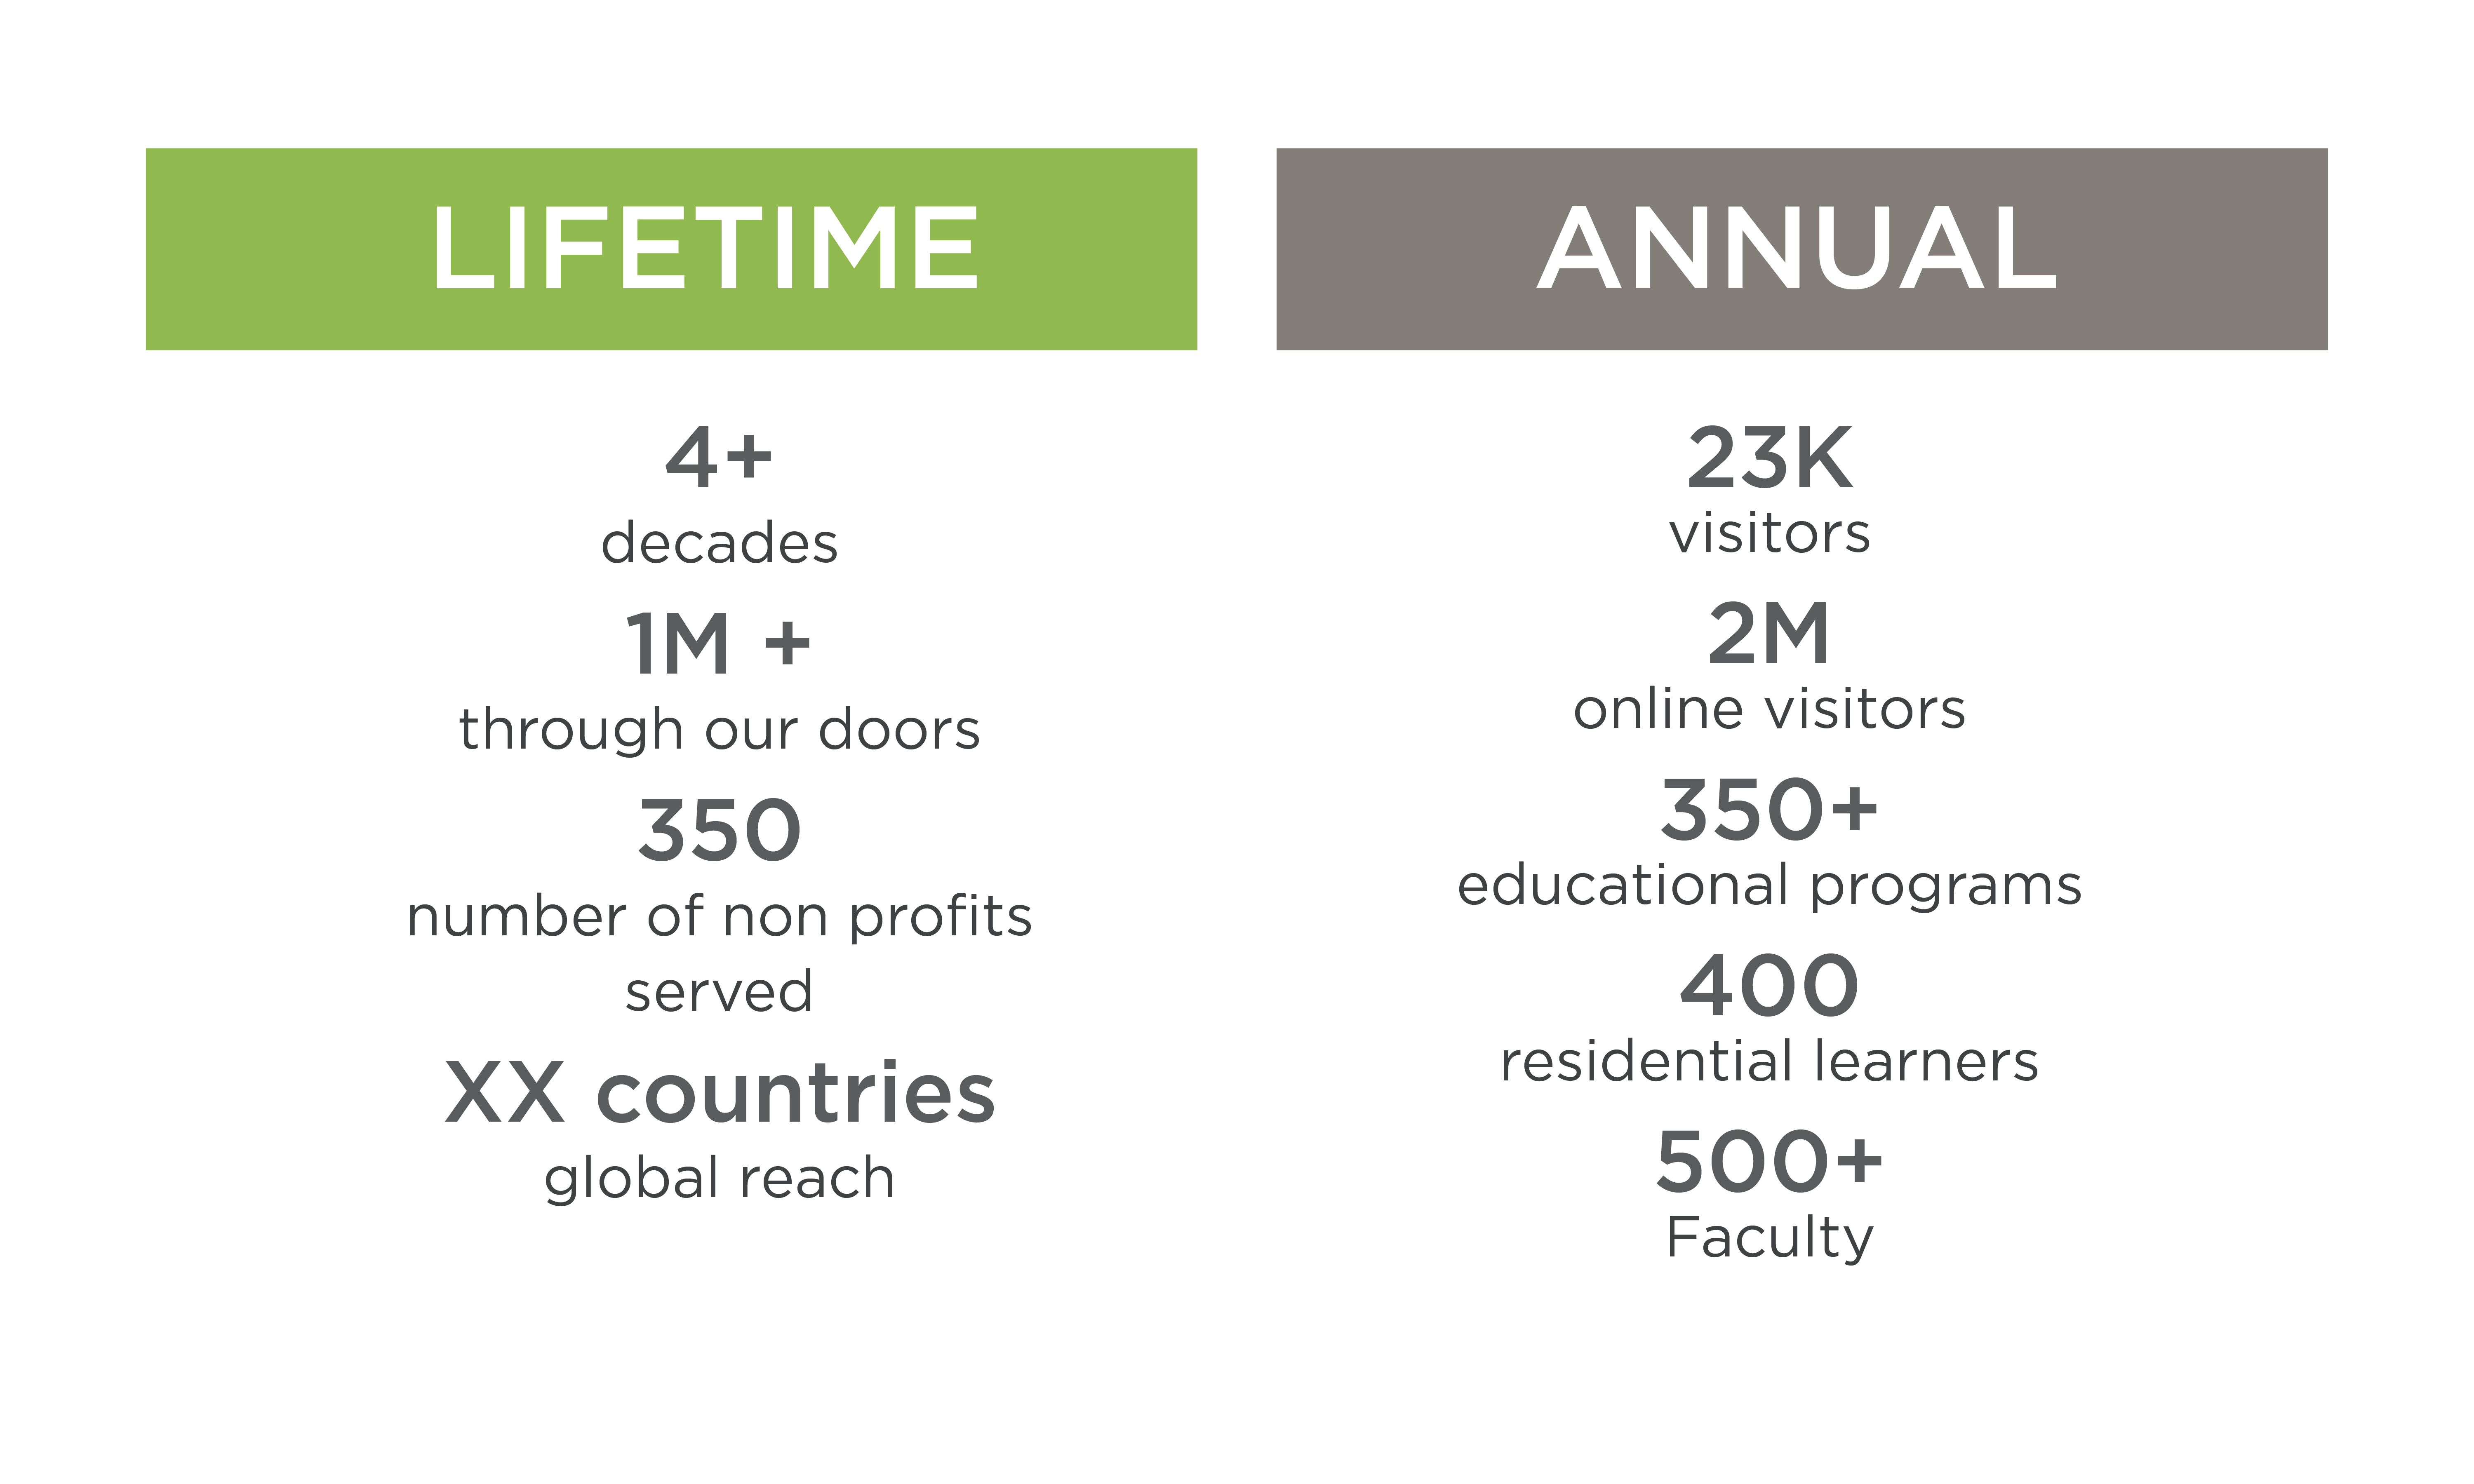 LIFETIME
4+
decades
1M +
through our doors
350
number of non profits
served
XX countries
global reach
ANNUAL
23K
visitors
2M
online visitors
350+
educational programs
400
residential learners
500+
Faculty